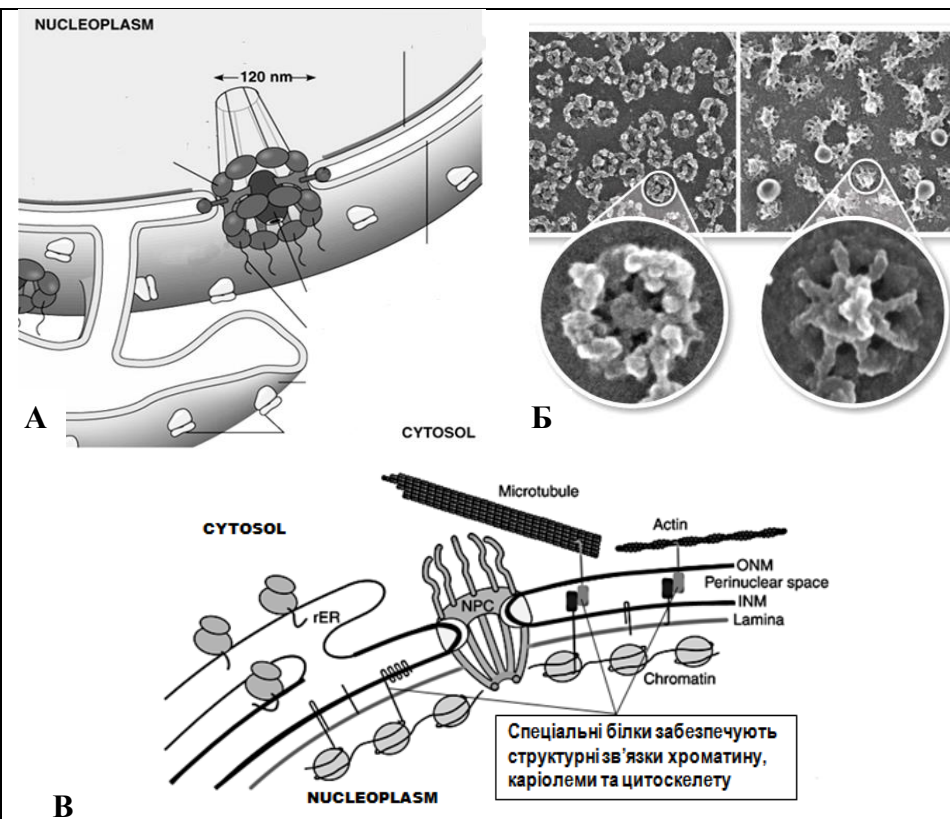 NUCLEOPLASM
120 nm
А
Б
CYTOSOL
Microtubule
CYTOSOL
Actin
ONM
Perinuclear space
rER
NPC
INM
Lamina
Chromatin
Спеціальні білки забезпечують
структурні зв’язки хроматину,
каріолеми та цитоскелету
NUCLEOPLASM
В